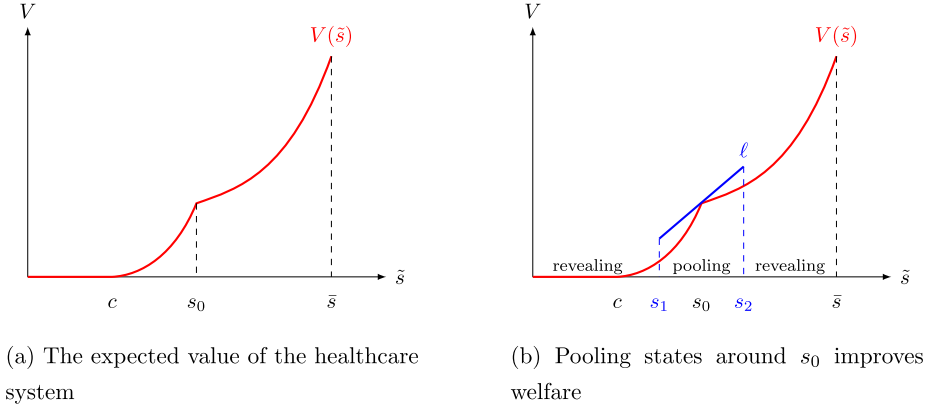 V
V(s̃)
s̃
c
s₀
s̄
(a) The expected value of the healthcare
system
V
V(s̃)
ℓ
revealing
pooling
revealing
s̃
c
s₁
s₀
s₂
s̄
(b) Pooling states around s₀ improves
welfare